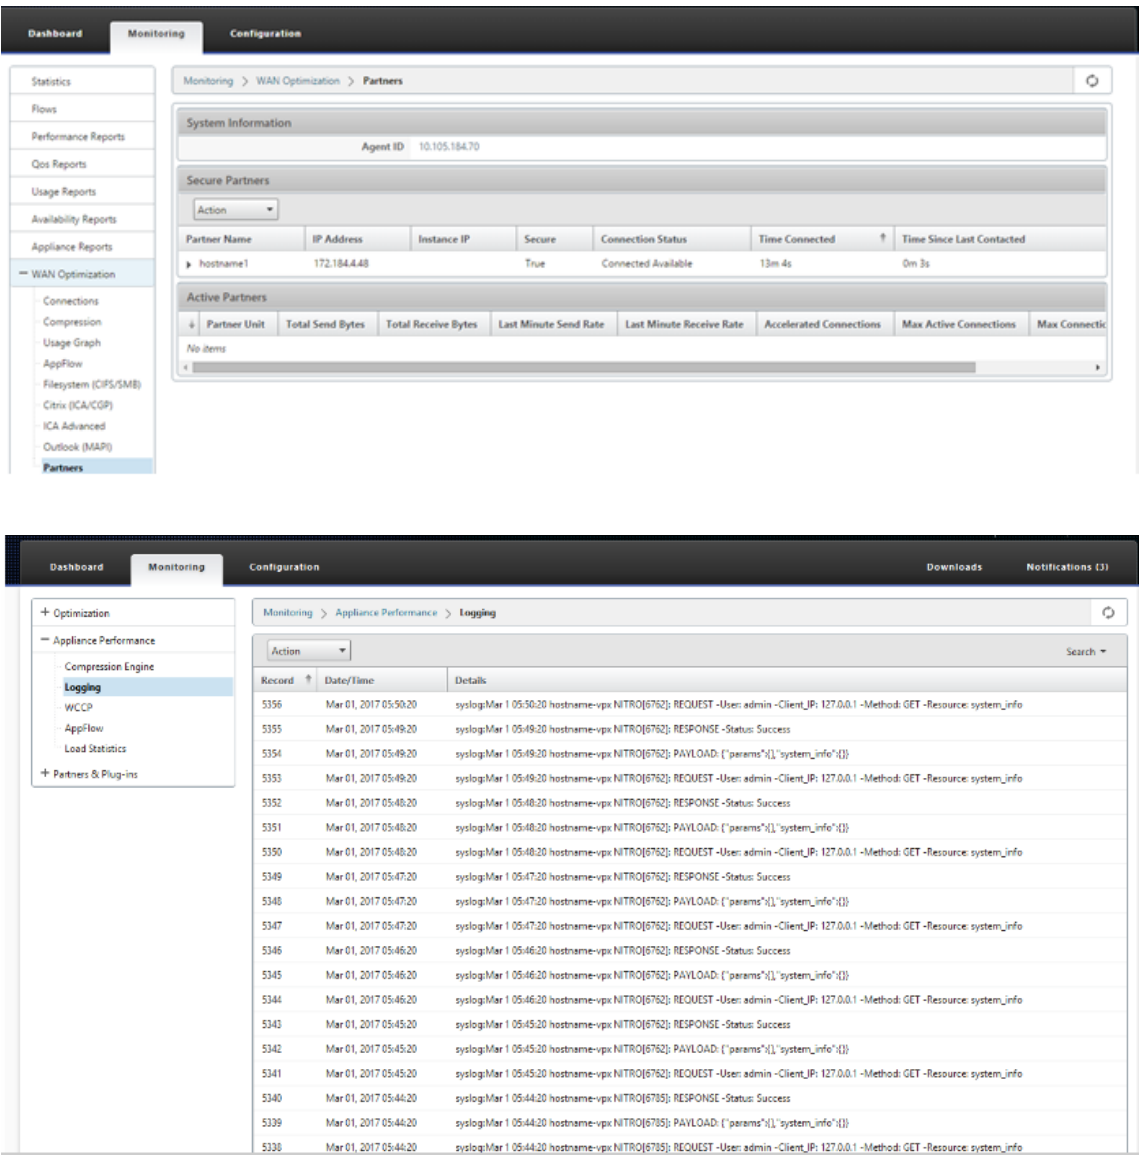 Dashboard Monitoring Configuration
Statistics
Flows
Performance Reports
Qos Reports
Usage Reports
Availability Reports
Appliance Reports
WAN Optimization
Connections
Compression
Usage Graph
AppFlow
Filesystem (CIFS/SMB)
Citrix (ICA/CGP)
ICA Advanced
Outlook (MAPI)
Partners
Monitoring > WAN Optimization > Partners
System Information
Agent ID 10.105.184.70
Secure Partners
Action
Partner Name IP Address Instance IP Secure Connection Status Time Connected Time Since Last Contacted
hostname1 172.184.4.48 True Connected Available 13m 4s 0m 3s
Active Partners
Partner Unit Total Send Bytes Total Receive Bytes Last Minute Send Rate Last Minute Receive Rate Accelerated Connections Max Active Connections Max Connectic
No items
Dashboard Monitoring Configuration Downloads Notifications (3)
Optimization
Appliance Performance
Compression Engine
Logging
WCCP
AppFlow
Load Statistics
Partners & Plug-ins
Monitoring > Appliance Performance > Logging
Action Search
Record Date/Time Details
5356 Mar 01, 2017 05:50:20 syslog:Mar 1 05:50:20 hostname-vpx NITRO[6762]: REQUEST -User: admin -Client_IP: 127.0.0.1 -Method: GET -Resource: system_info
5355 Mar 01, 2017 05:49:20 syslog:Mar 1 05:49:20 hostname-vpx NITRO[6762]: RESPONSE -Status: Success
5354 Mar 01, 2017 05:49:20 syslog:Mar 1 05:49:20 hostname-vpx NITRO[6762]: PAYLOAD: {"params":{},"system_info":{}}
5353 Mar 01, 2017 05:49:20 syslog:Mar 1 05:49:20 hostname-vpx NITRO[6762]: REQUEST -User: admin -Client_IP: 127.0.0.1 -Method: GET -Resource: system_info
5352 Mar 01, 2017 05:48:20 syslog:Mar 1 05:48:20 hostname-vpx NITRO[6762]: RESPONSE -Status: Success
5351 Mar 01, 2017 05:48:20 syslog:Mar 1 05:48:20 hostname-vpx NITRO[6762]: PAYLOAD: {"params":{},"system_info":{}}
5350 Mar 01, 2017 05:48:20 syslog:Mar 1 05:48:20 hostname-vpx NITRO[6762]: REQUEST -User: admin -Client_IP: 127.0.0.1 -Method: GET -Resource: system_info
5349 Mar 01, 2017 05:47:20 syslog:Mar 1 05:47:20 hostname-vpx NITRO[6762]: RESPONSE -Status: Success
5348 Mar 01, 2017 05:47:20 syslog:Mar 1 05:47:20 hostname-vpx NITRO[6762]: PAYLOAD: {"params":{},"system_info":{}}
5347 Mar 01, 2017 05:47:20 syslog:Mar 1 05:47:20 hostname-vpx NITRO[6762]: REQUEST -User: admin -Client_IP: 127.0.0.1 -Method: GET -Resource: system_info
5346 Mar 01, 2017 05:46:20 syslog:Mar 1 05:46:20 hostname-vpx NITRO[6762]: RESPONSE -Status: Success
5345 Mar 01, 2017 05:46:20 syslog:Mar 1 05:46:20 hostname-vpx NITRO[6762]: PAYLOAD: {"params":{},"system_info":{}}
5344 Mar 01, 2017 05:46:20 syslog:Mar 1 05:46:20 hostname-vpx NITRO[6762]: REQUEST -User: admin -Client_IP: 127.0.0.1 -Method: GET -Resource: system_info
5343 Mar 01, 2017 05:45:20 syslog:Mar 1 05:45:20 hostname-vpx NITRO[6762]: RESPONSE -Status: Success
5342 Mar 01, 2017 05:45:20 syslog:Mar 1 05:45:20 hostname-vpx NITRO[6762]: PAYLOAD: {"params":{},"system_info":{}}
5341 Mar 01, 2017 05:45:20 syslog:Mar 1 05:45:20 hostname-vpx NITRO[6762]: REQUEST -User: admin -Client_IP: 127.0.0.1 -Method: GET -Resource: system_info
5340 Mar 01, 2017 05:44:20 syslog:Mar 1 05:44:20 hostname-vpx NITRO[6785]: RESPONSE -Status: Success
5339 Mar 01, 2017 05:44:20 syslog:Mar 1 05:44:20 hostname-vpx NITRO[6785]: PAYLOAD: {"params":{},"system_info":{}}
5338 Mar 01, 2017 05:44:20 syslog:Mar 1 05:44:20 hostname-vpx NITRO[6785]: REQUEST -User: admin -Client_IP: 127.0.0.1 -Method: GET -Resource: system_info